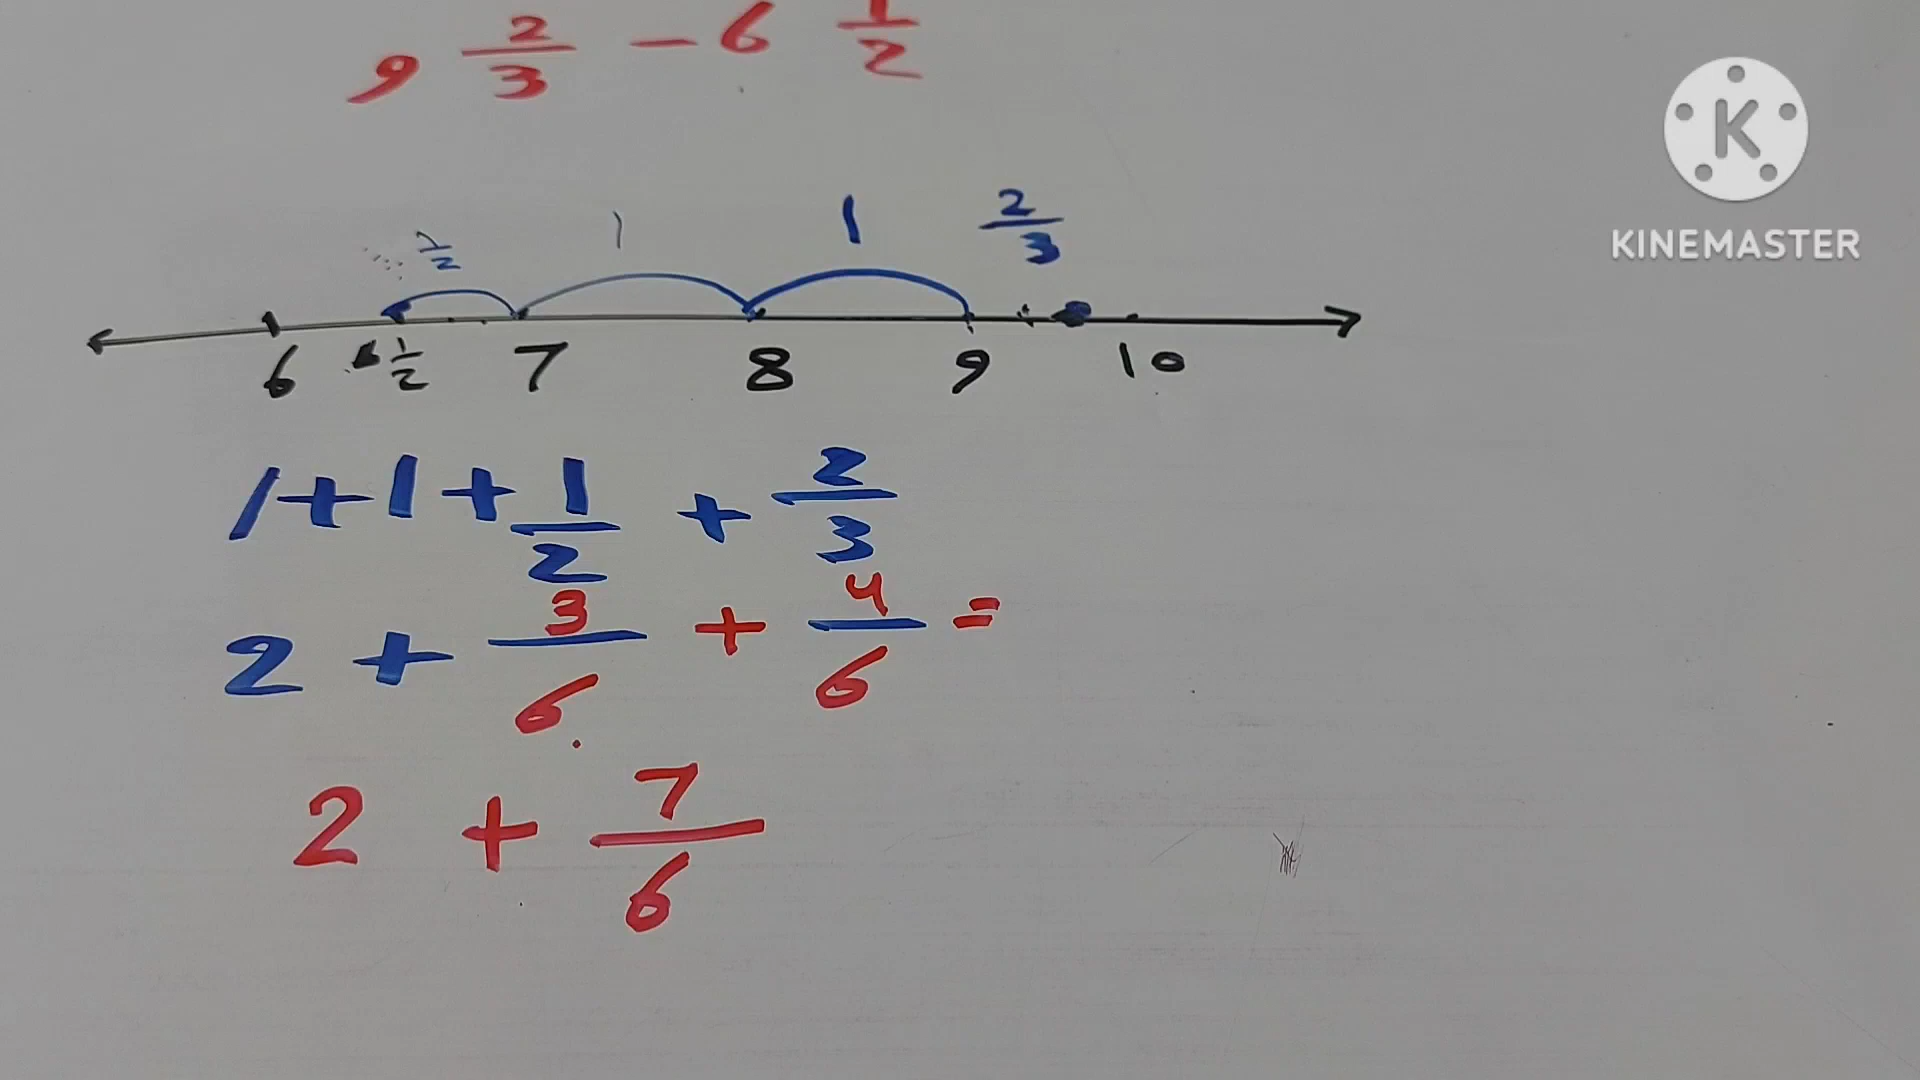 9 2/3 - 6 1/2
K
KINEMASTER
1/2 1 1 2/3
6 6 1/2 7 8 9 10
1 + 1 + 1/2 + 2/3
2 + 3/6 + 4/6 =
2 + 7/6